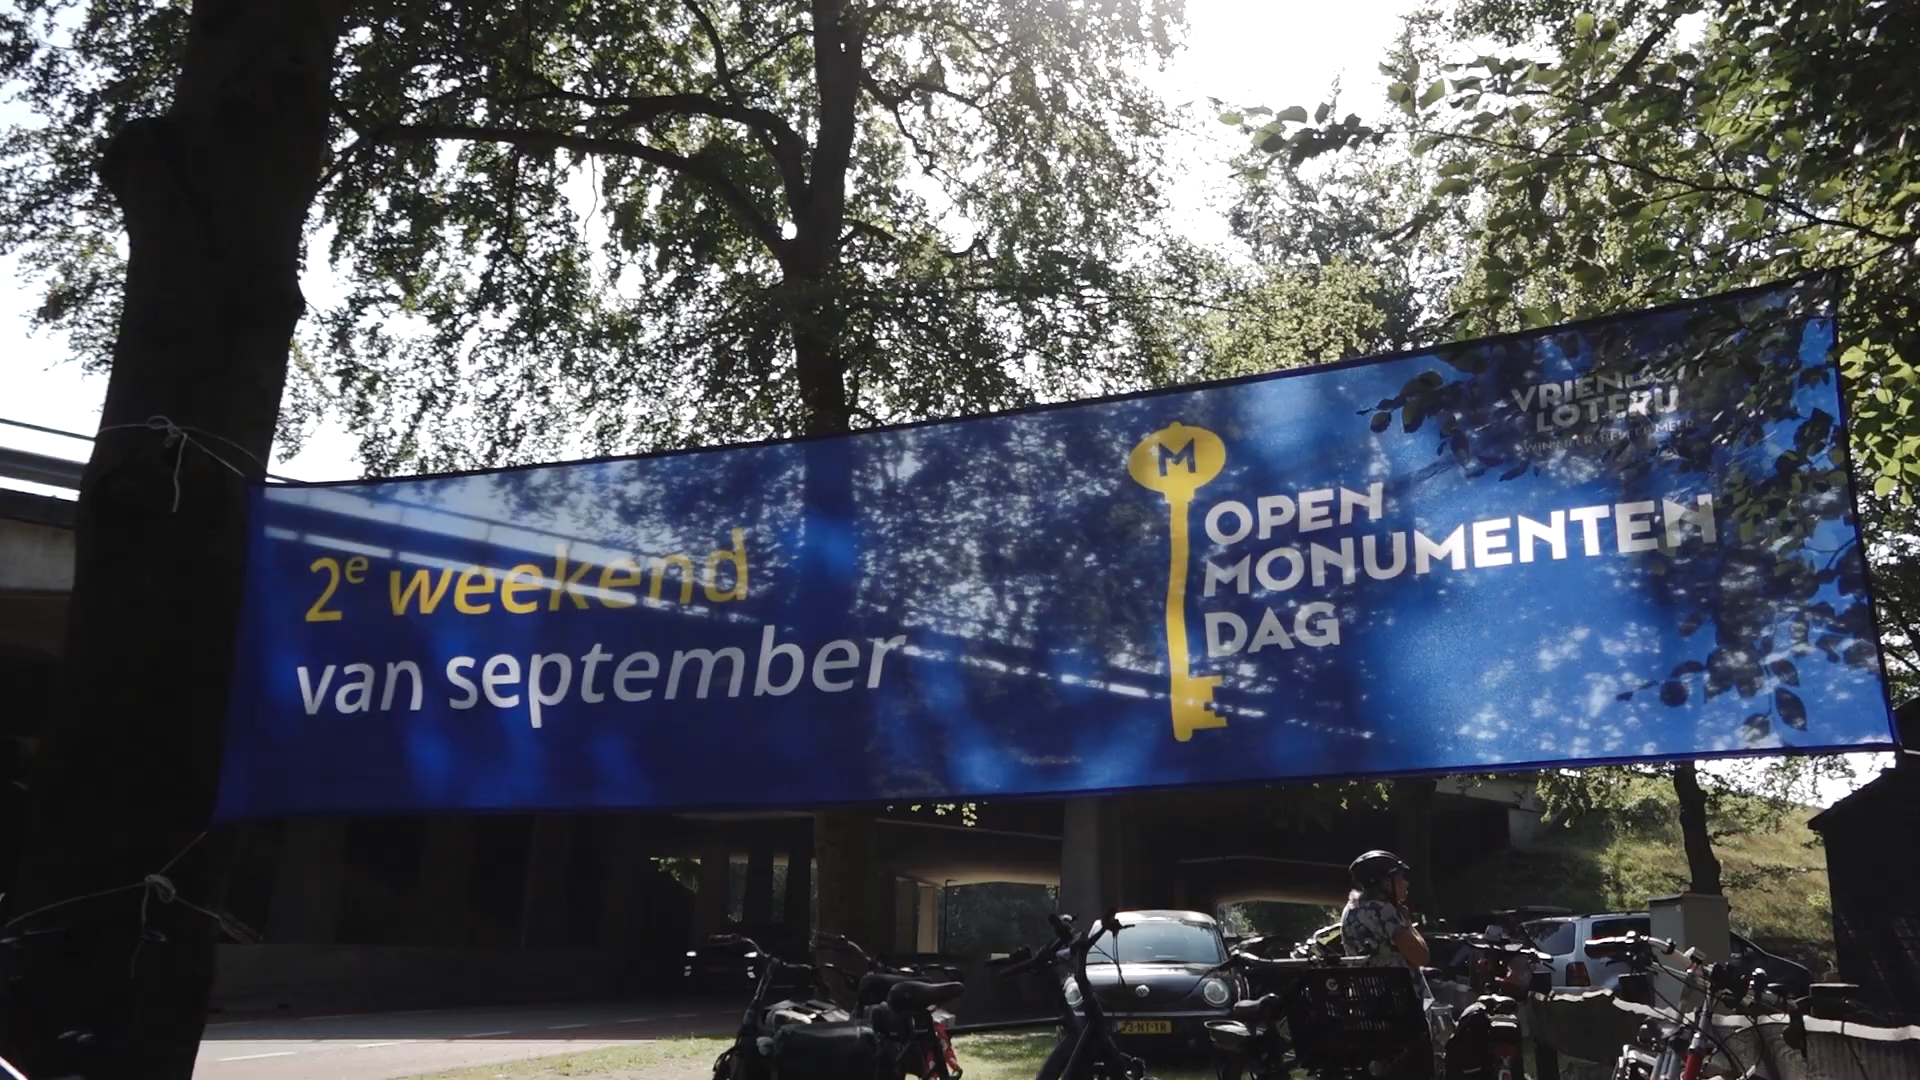 2e weekend
van september
M
OPEN
MONUMENTEN
DAG
VRIENDEN
LOTERIJ